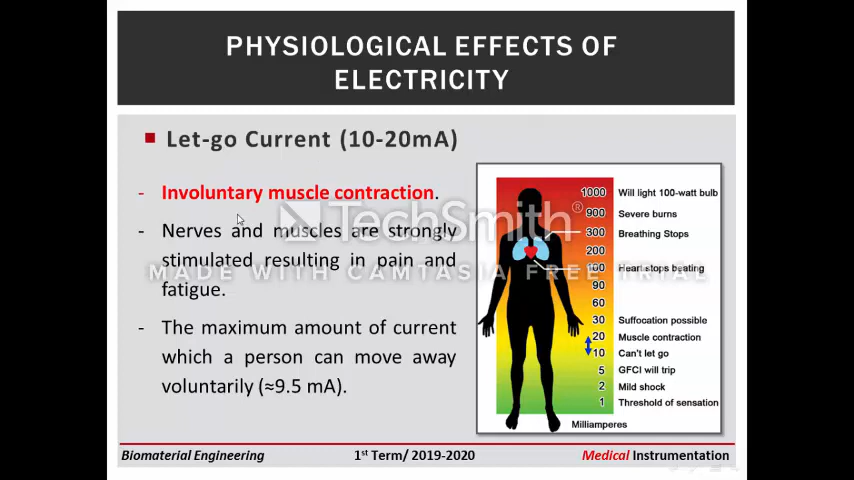 PHYSIOLOGICAL EFFECTS OF
ELECTRICITY
Let-go Current (10-20mA)
- Involuntary muscle contraction.
- Nerves and muscles are strongly
stimulated resulting in pain and
fatigue.
- The maximum amount of current
which a person can move away
voluntarily (≈9.5 mA).
1000 Will light 100-watt bulb
900 Severe burns
300 Breathing Stops
200
100 Heart stops beating
90
60
30 Suffocation possible
20 Muscle contraction
10 Can't let go
5 GFCI will trip
2 Mild shock
1 Threshold of sensation
Milliamperes
TechSmith®
MADE WITH CAMTASIA FREE TRIAL
Biomaterial Engineering 1st Term/ 2019-2020 Medical Instrumentation